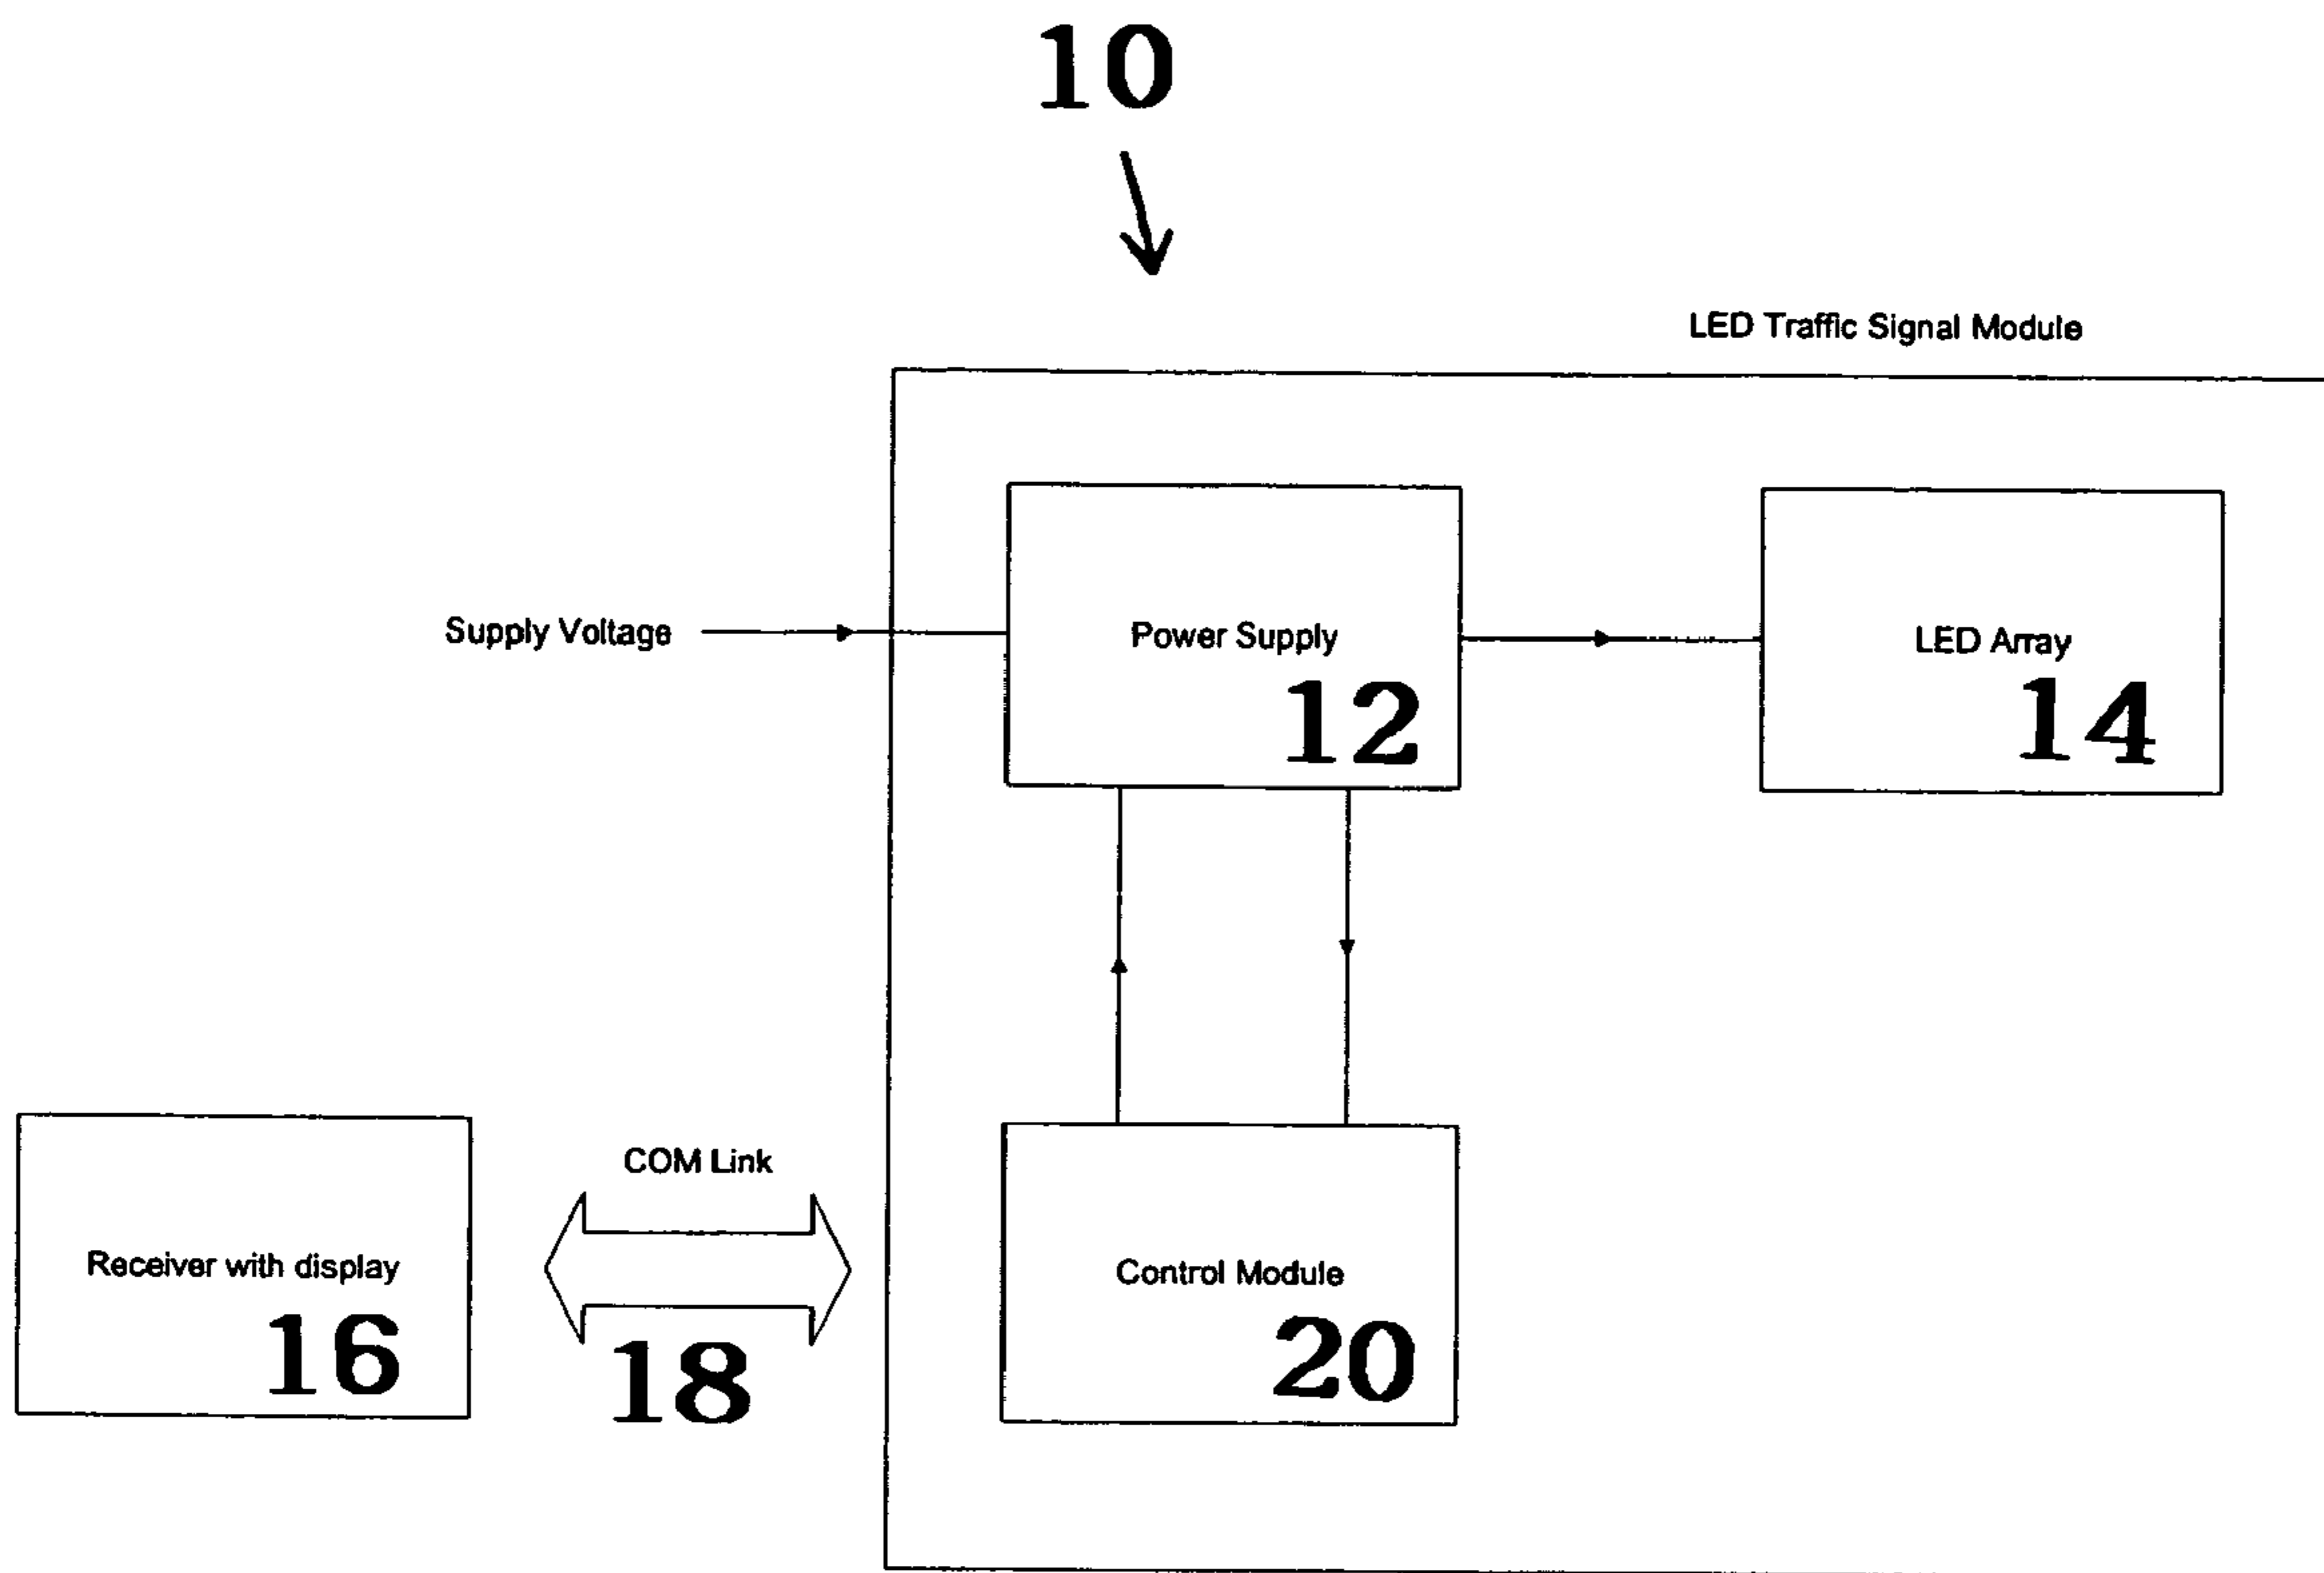 10
LED Traffic Signal Module
Supply Voltage
Power Supply
12
LED Array
14
COM Link
18
Receiver with display
16
Control Module
20